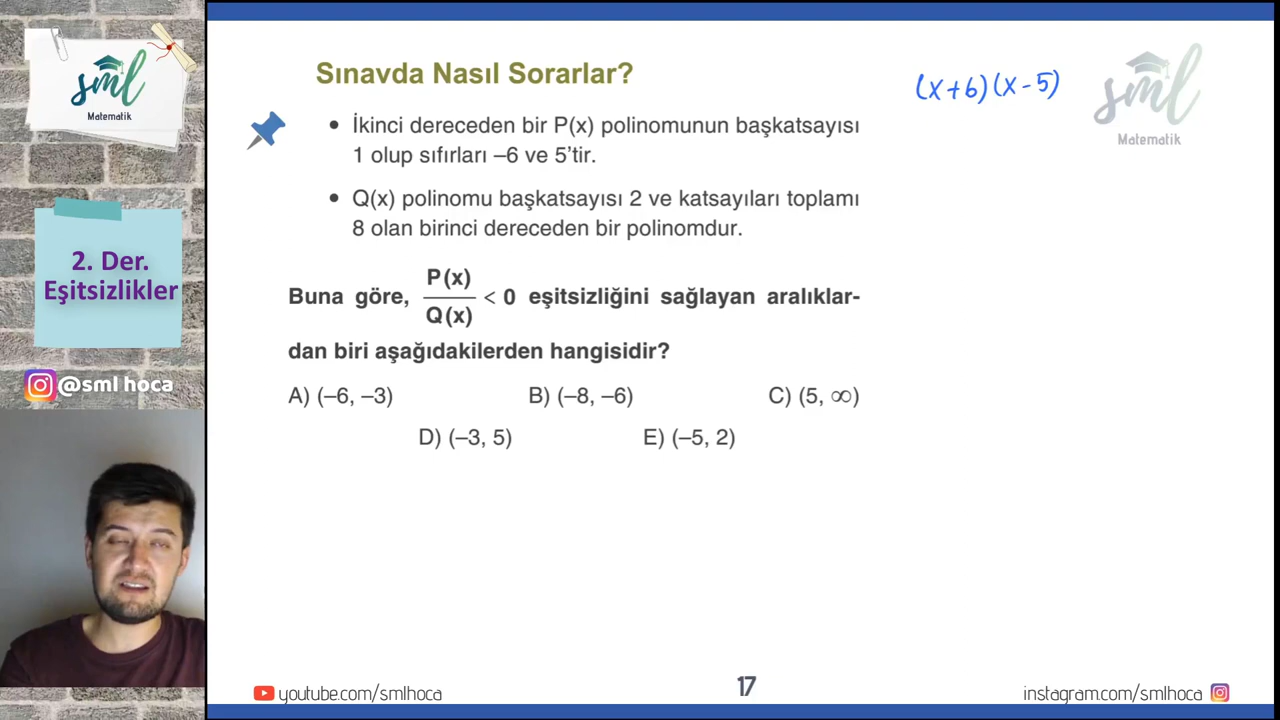 sml
Matematik
2. Der.
Eşitsizlikler
@sml hoca
Sınavda Nasıl Sorarlar?
(x+6)(x-5)
sml
Matematik
• İkinci dereceden bir P(x) polinomunun başkatsayısı
1 olup sıfırları –6 ve 5'tir.
• Q(x) polinomu başkatsayısı 2 ve katsayıları toplamı
8 olan birinci dereceden bir polinomdur.
Buna göre, P(x)/Q(x) < 0 eşitsizliğini sağlayan aralıklar-
dan biri aşağıdakilerden hangisidir?
A) (–6, –3) B) (–8, –6) C) (5, ∞)
D) (–3, 5) E) (–5, 2)
youtube.com/smlhoca
17
instagram.com/smlhoca